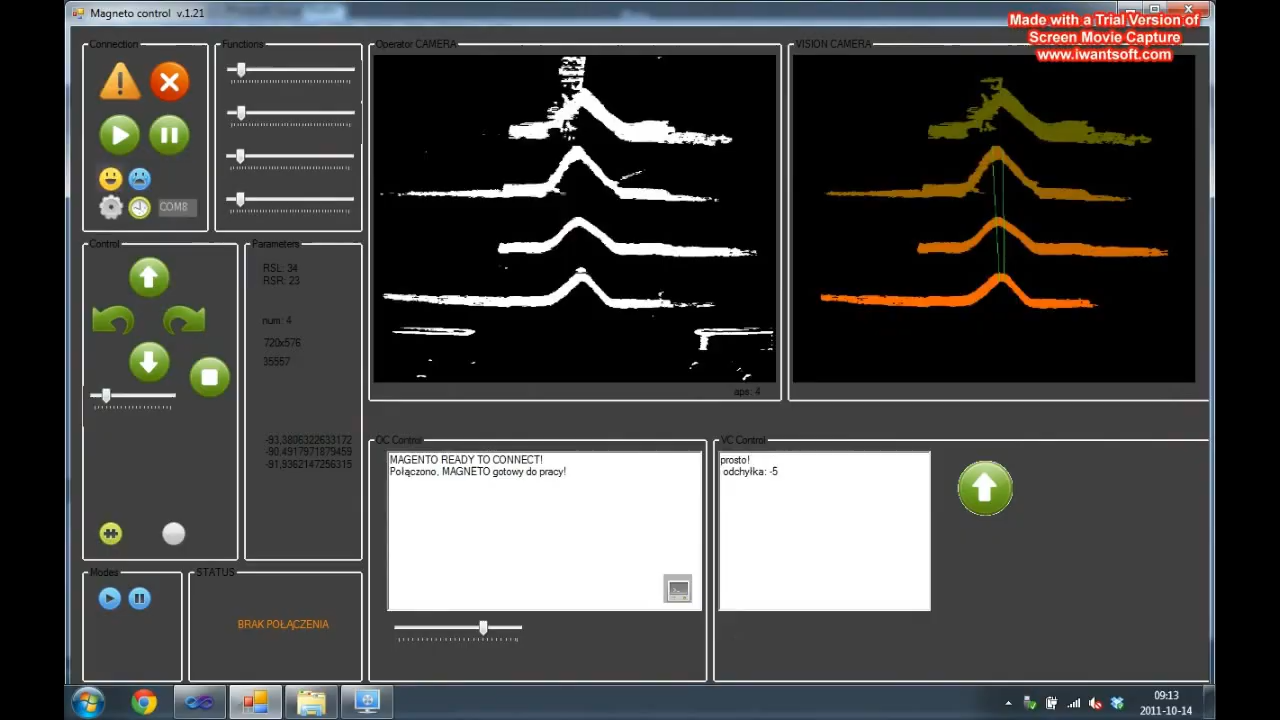 Magneto control v.1.21
Made with a Trial Version of
Screen Movie Capture
www.iwantsoft.com
Connection
Functions
Operator CAMERA
VISION CAMERA
COM8
Control
Parameters
RSL: 34
RSR: 23
num: 4
720x576
35557
aps: 4
-93,3806322633172
-90,4917971879459
-91,9362147256315
OC Control
MAGENTO READY TO CONNECT!
Połączono, MAGNETO gotowy do pracy!
VC Control
prosto!
odchyłka: -5
Modes
STATUS
BRAK POŁĄCZENIA
09:13
2011-10-14